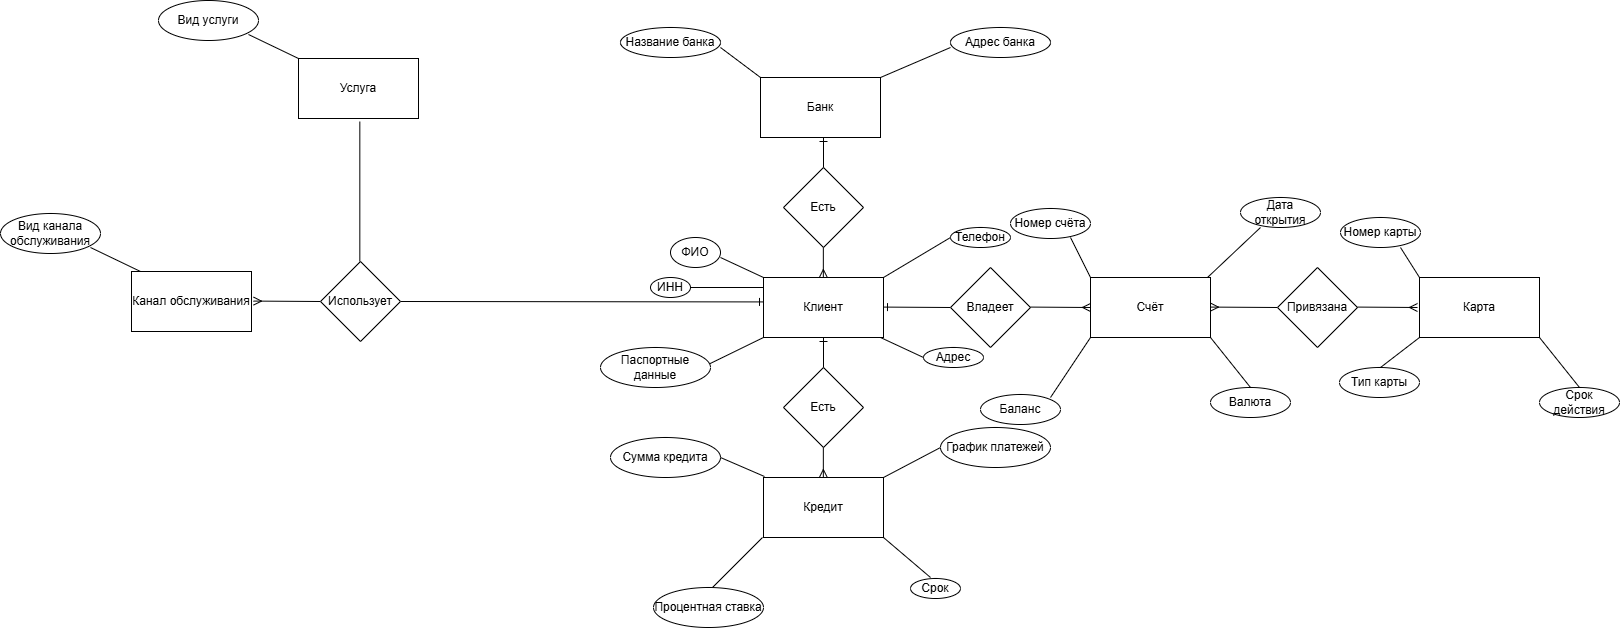 Вид услуги
Название банка
Адрес банка
Услуга
Банк
Вид канала
обслуживания
Есть
Номер счёта
Дата
открытия
Номер карты
ФИО
Телефон
ИНН
Канал обслуживания
Использует
Клиент
Владеет
Счёт
Привязана
Карта
Паспортные
данные
Адрес
Есть
Баланс
Валюта
Тип карты
Срок
действия
Сумма кредита
График платежей
Кредит
Процентная ставка
Срок